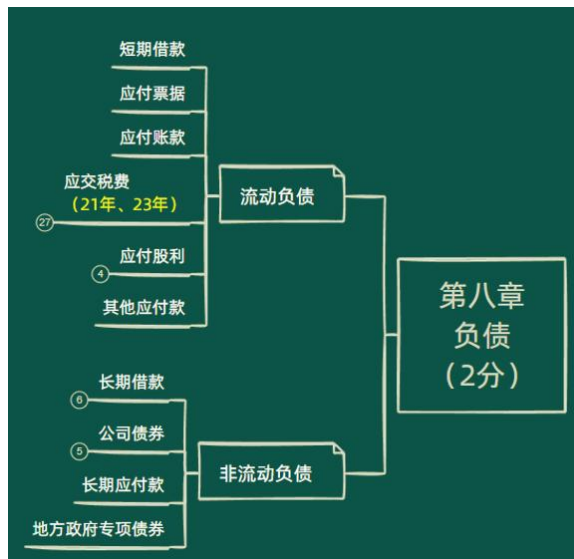 短期借款
应付票据
应付账款
应交税费
（21年、23年）
27
应付股利
4
其他应付款
流动负债
长期借款
6
公司债券
5
长期应付款
地方政府专项债券
非流动负债
第八章
负债
（2分）